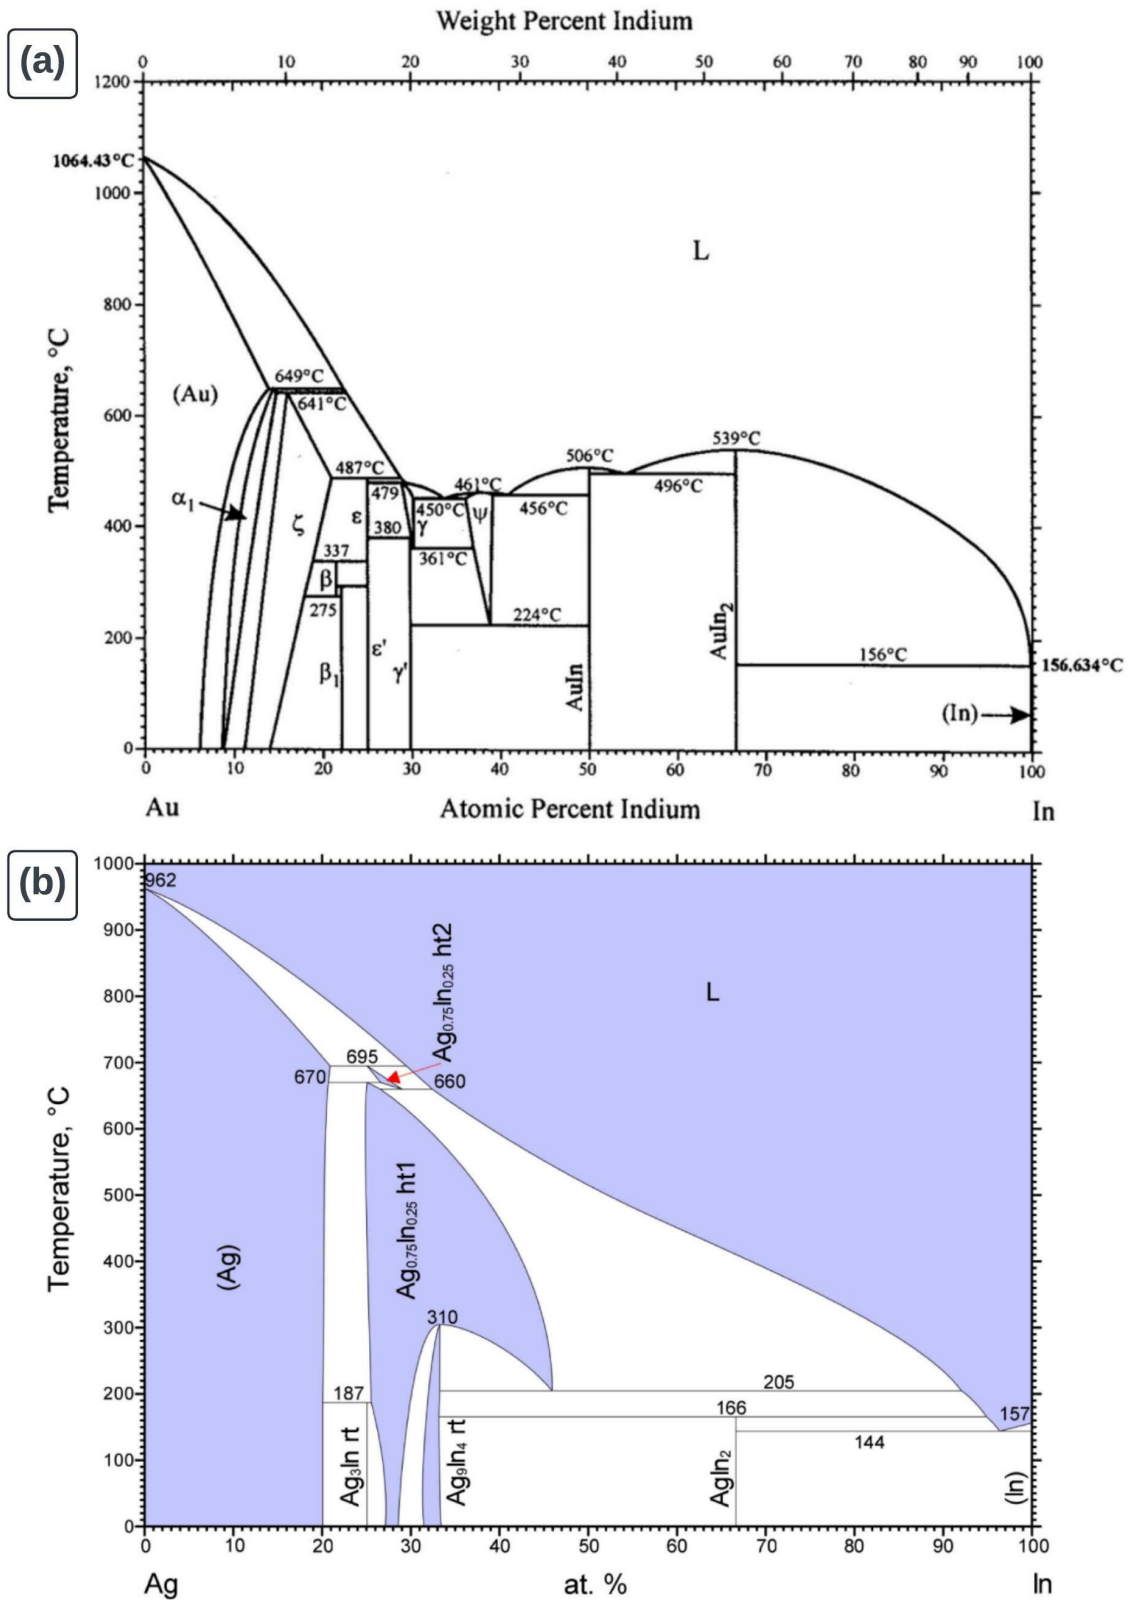 (a)
Weight Percent Indium
0 10 20 30 40 50 60 70 80 90 100
1200
1064.43°C
1000
L
800
649°C
(Au)
641°C
600
539°C
506°C
487°C
461°C
479
496°C
α1
ζ
ε
450°C
ψ
456°C
γ
400
380
361°C
337
β
AuIn2
275
224°C
200
ε'
156°C
156.634°C
β1
γ'
AuIn
(In)
0
0 10 20 30 40 50 60 70 80 90 100
Au
Atomic Percent Indium
In
Temperature, °C
(b)
1000
962
900
Ag0.75In0.25 ht2
L
800
700
695
670
660
600
500
Ag0.75In0.25 ht1
400
(Ag)
300
310
200
205
187
166
157
144
100
Ag3In rt
Ag9In4 rt
AgIn2
(In)
0
0 10 20 30 40 50 60 70 80 90 100
Ag
at. %
In
Temperature, °C